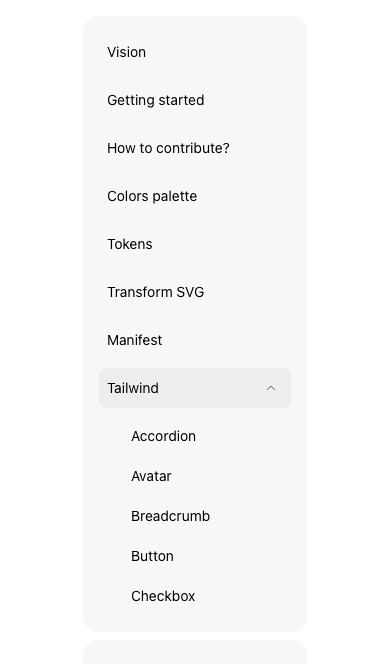 Vision
Getting started
How to contribute?
Colors palette
Tokens
Transform SVG
Manifest
Tailwind
Accordion
Avatar
Breadcrumb
Button
Checkbox